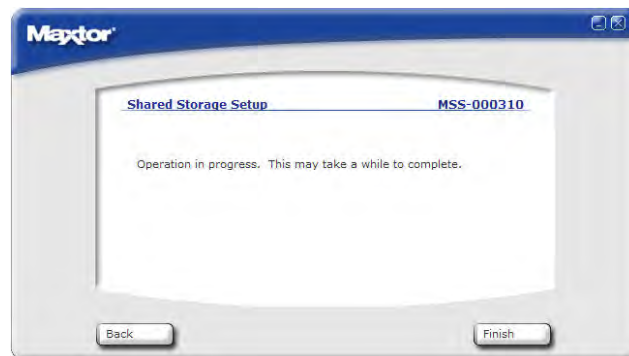 Maxtor
Shared Storage Setup MSS-000310
Operation in progress. This may take a while to complete.
Back Finish